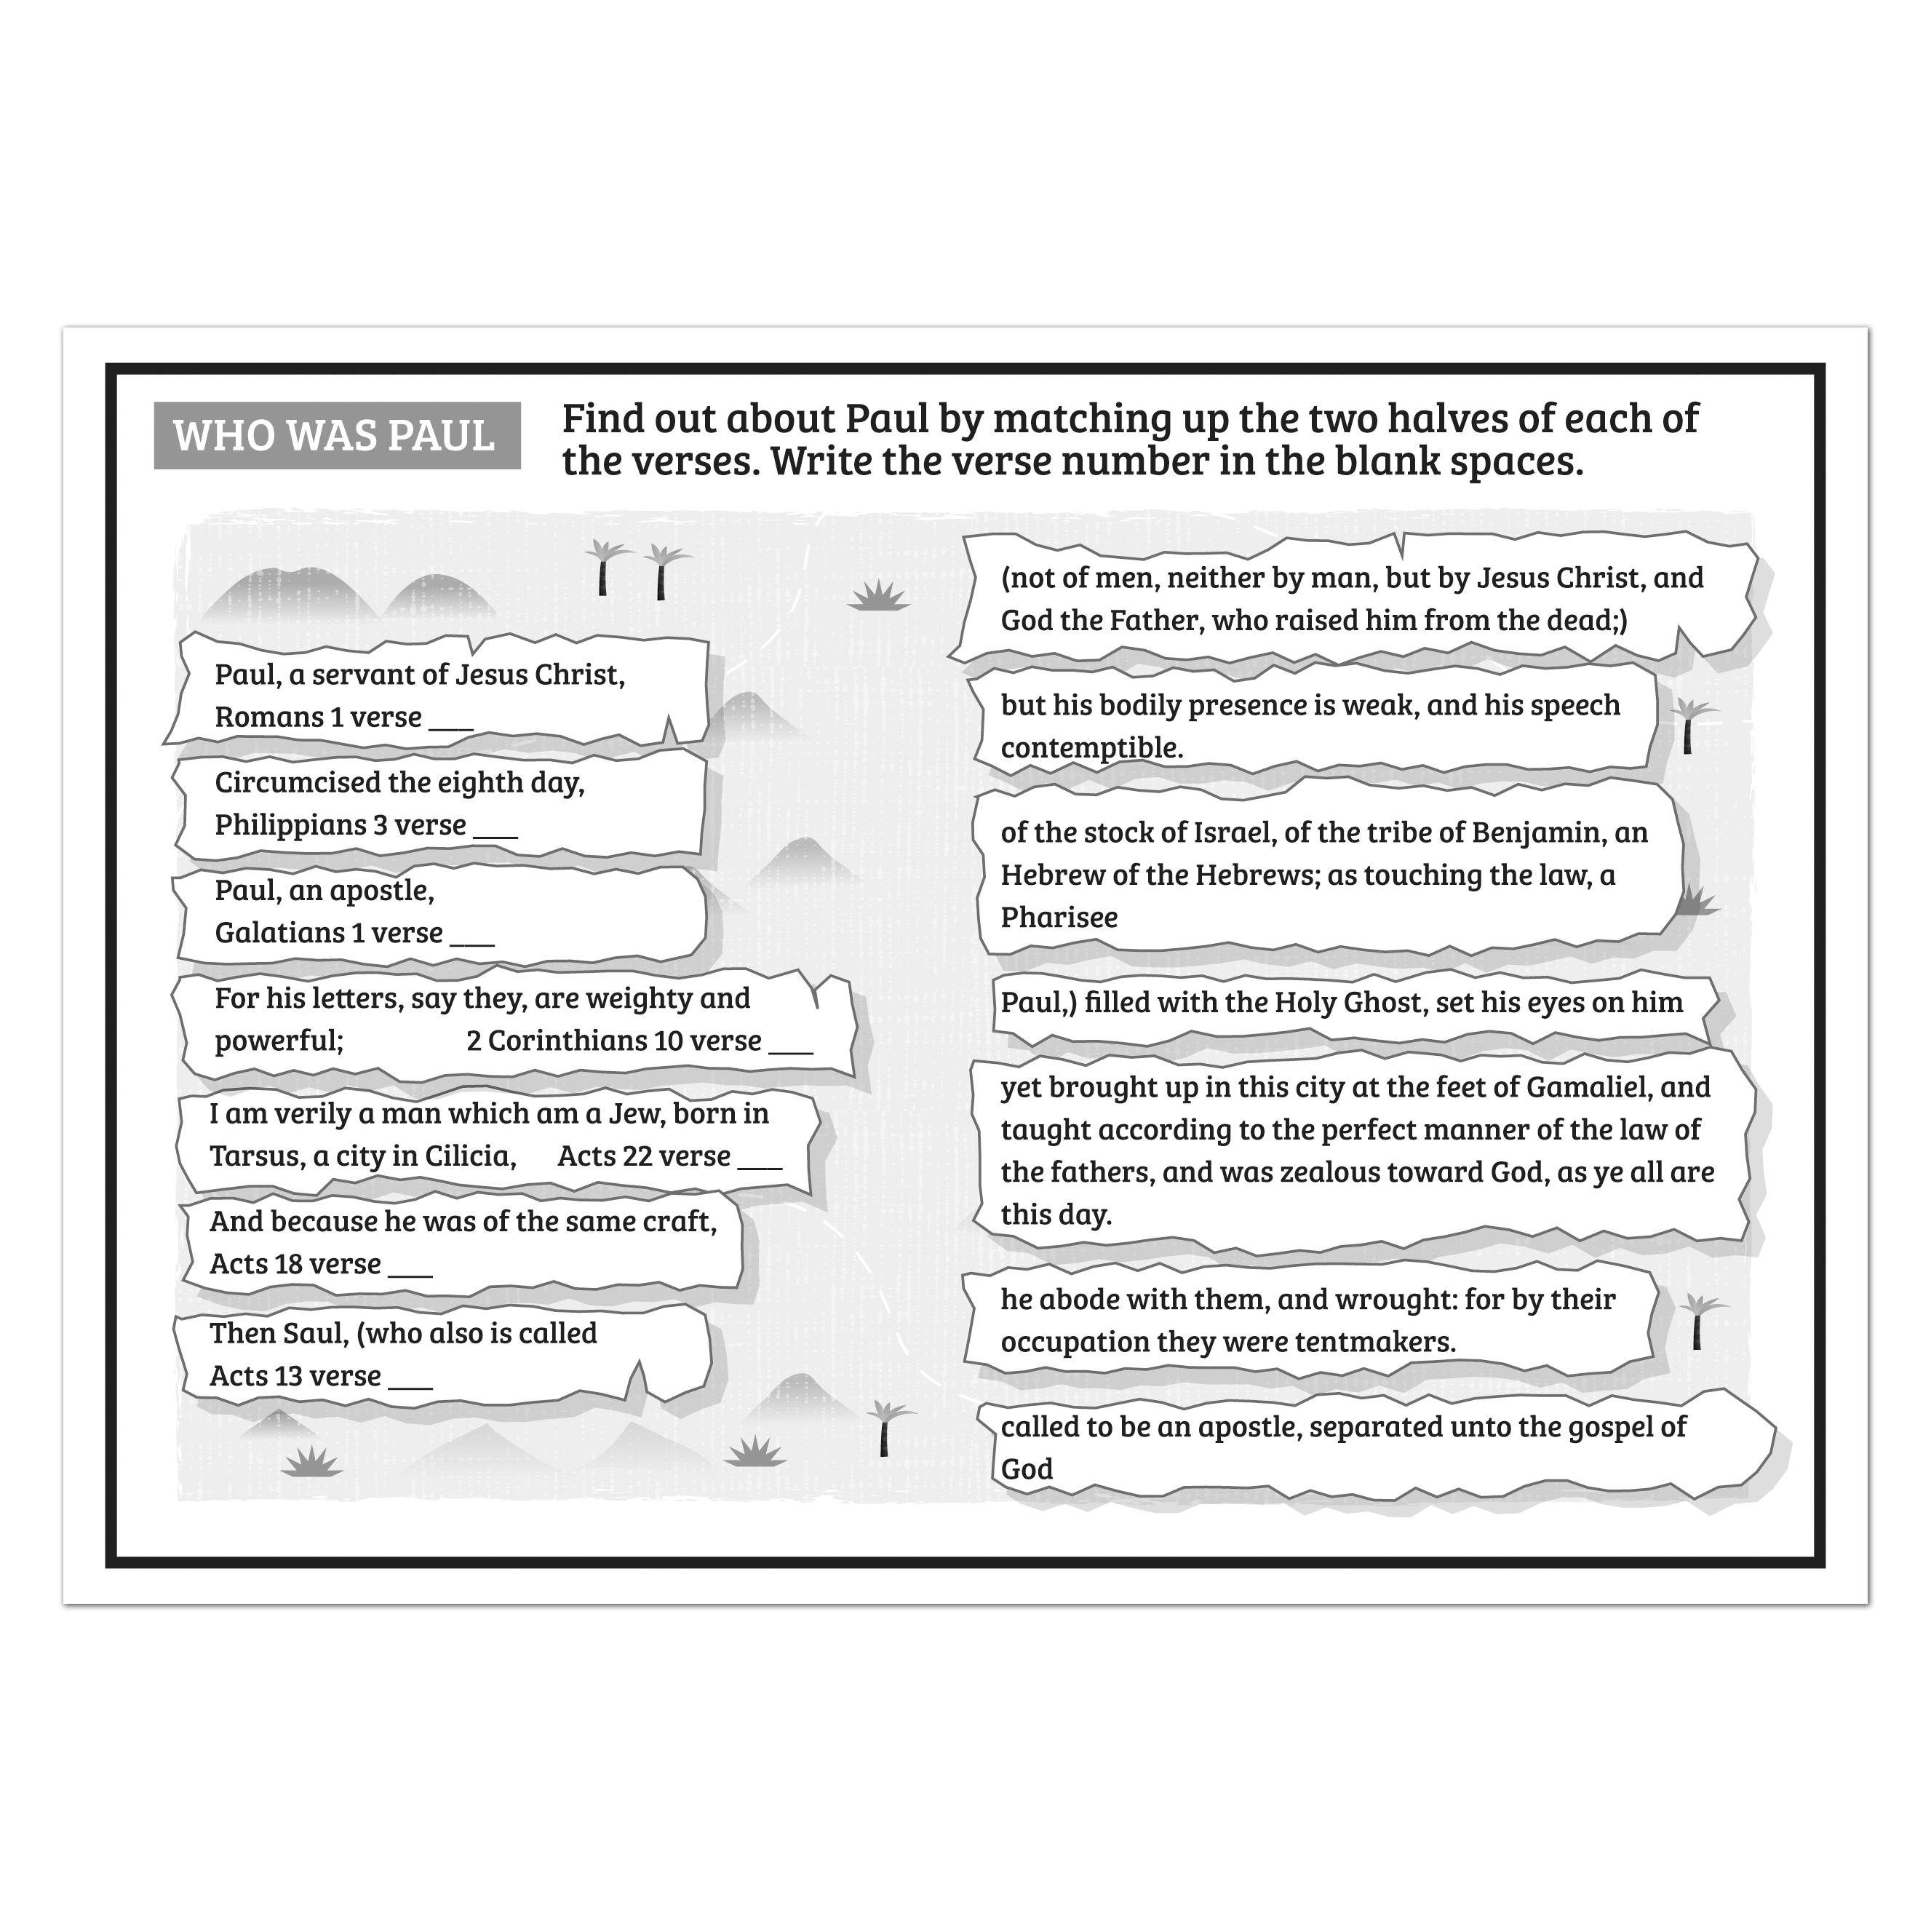 WHO WAS PAUL
Find out about Paul by matching up the two halves of each of
the verses. Write the verse number in the blank spaces.
Paul, a servant of Jesus Christ,
Romans 1 verse ___
Circumcised the eighth day,
Philippians 3 verse ___
Paul, an apostle,
Galatians 1 verse ___
For his letters, say they, are weighty and
powerful; 2 Corinthians 10 verse ___
I am verily a man which am a Jew, born in
Tarsus, a city in Cilicia, Acts 22 verse ___
And because he was of the same craft,
Acts 18 verse ___
Then Saul, (who also is called
Acts 13 verse ___
(not of men, neither by man, but by Jesus Christ, and
God the Father, who raised him from the dead;)
but his bodily presence is weak, and his speech
contemptible.
of the stock of Israel, of the tribe of Benjamin, an
Hebrew of the Hebrews; as touching the law, a
Pharisee
Paul,) filled with the Holy Ghost, set his eyes on him
yet brought up in this city at the feet of Gamaliel, and
taught according to the perfect manner of the law of
the fathers, and was zealous toward God, as ye all are
this day.
he abode with them, and wrought: for by their
occupation they were tentmakers.
called to be an apostle, separated unto the gospel of
God